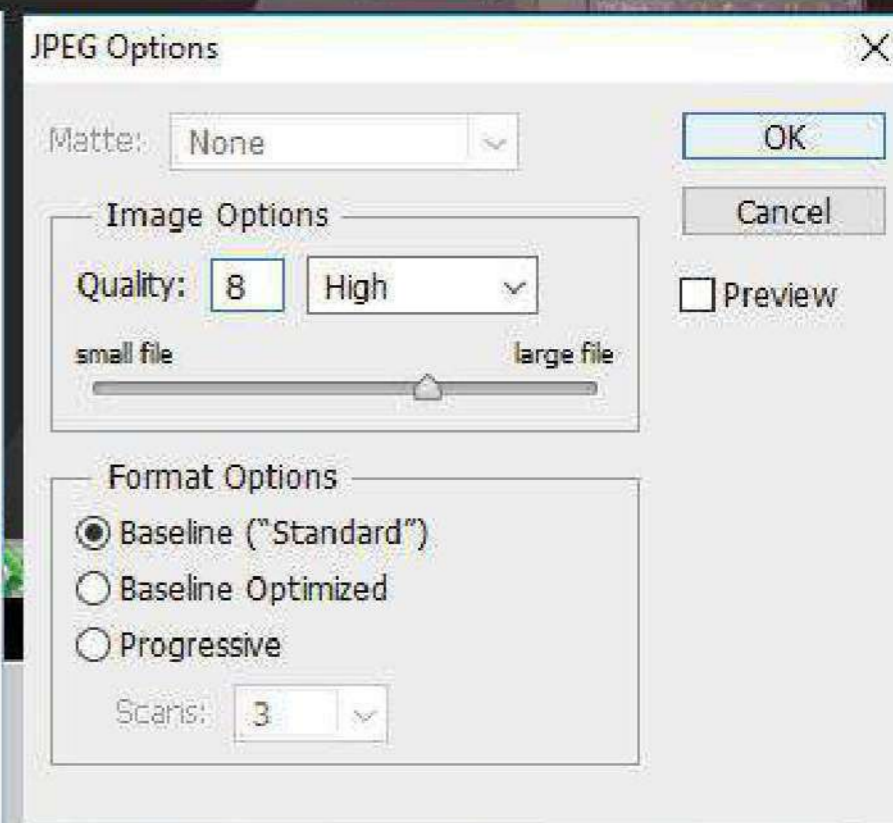 JPEG Options
Matte: None
OK
Image Options
Cancel
Quality: 8 High
Preview
small file large file
Format Options
Baseline (“Standard”)
Baseline Optimized
Progressive
Scans: 3